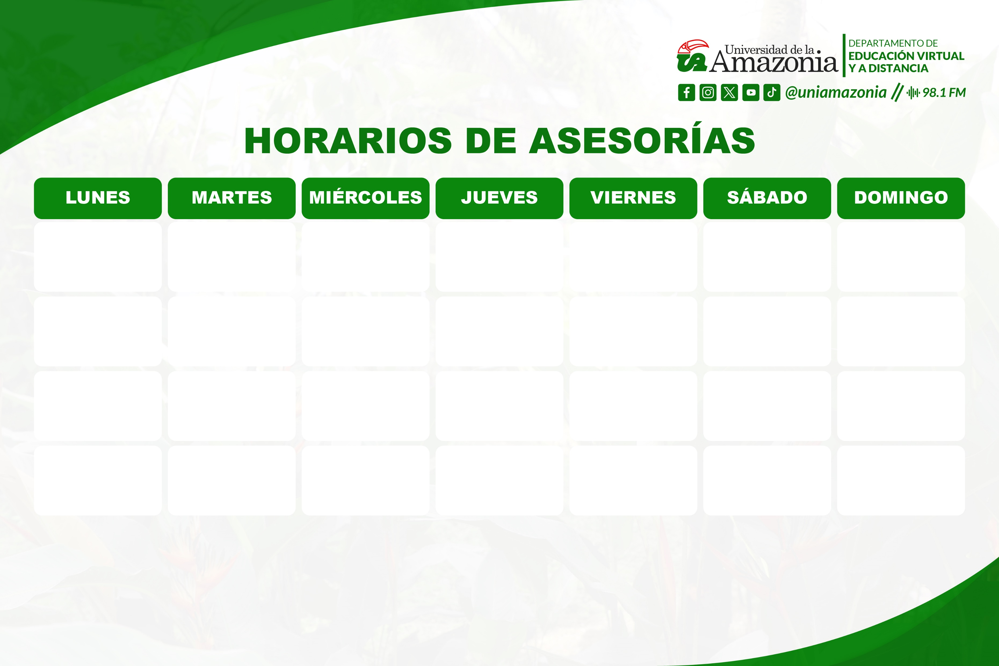 Universidad de la
Amazonia
DEPARTAMENTO DE
EDUCACIÓN VIRTUAL
Y A DISTANCIA
@uniamazonia // 98.1 FM
HORARIOS DE ASESORÍAS
LUNES MARTES MIÉRCOLES JUEVES VIERNES SÁBADO DOMINGO